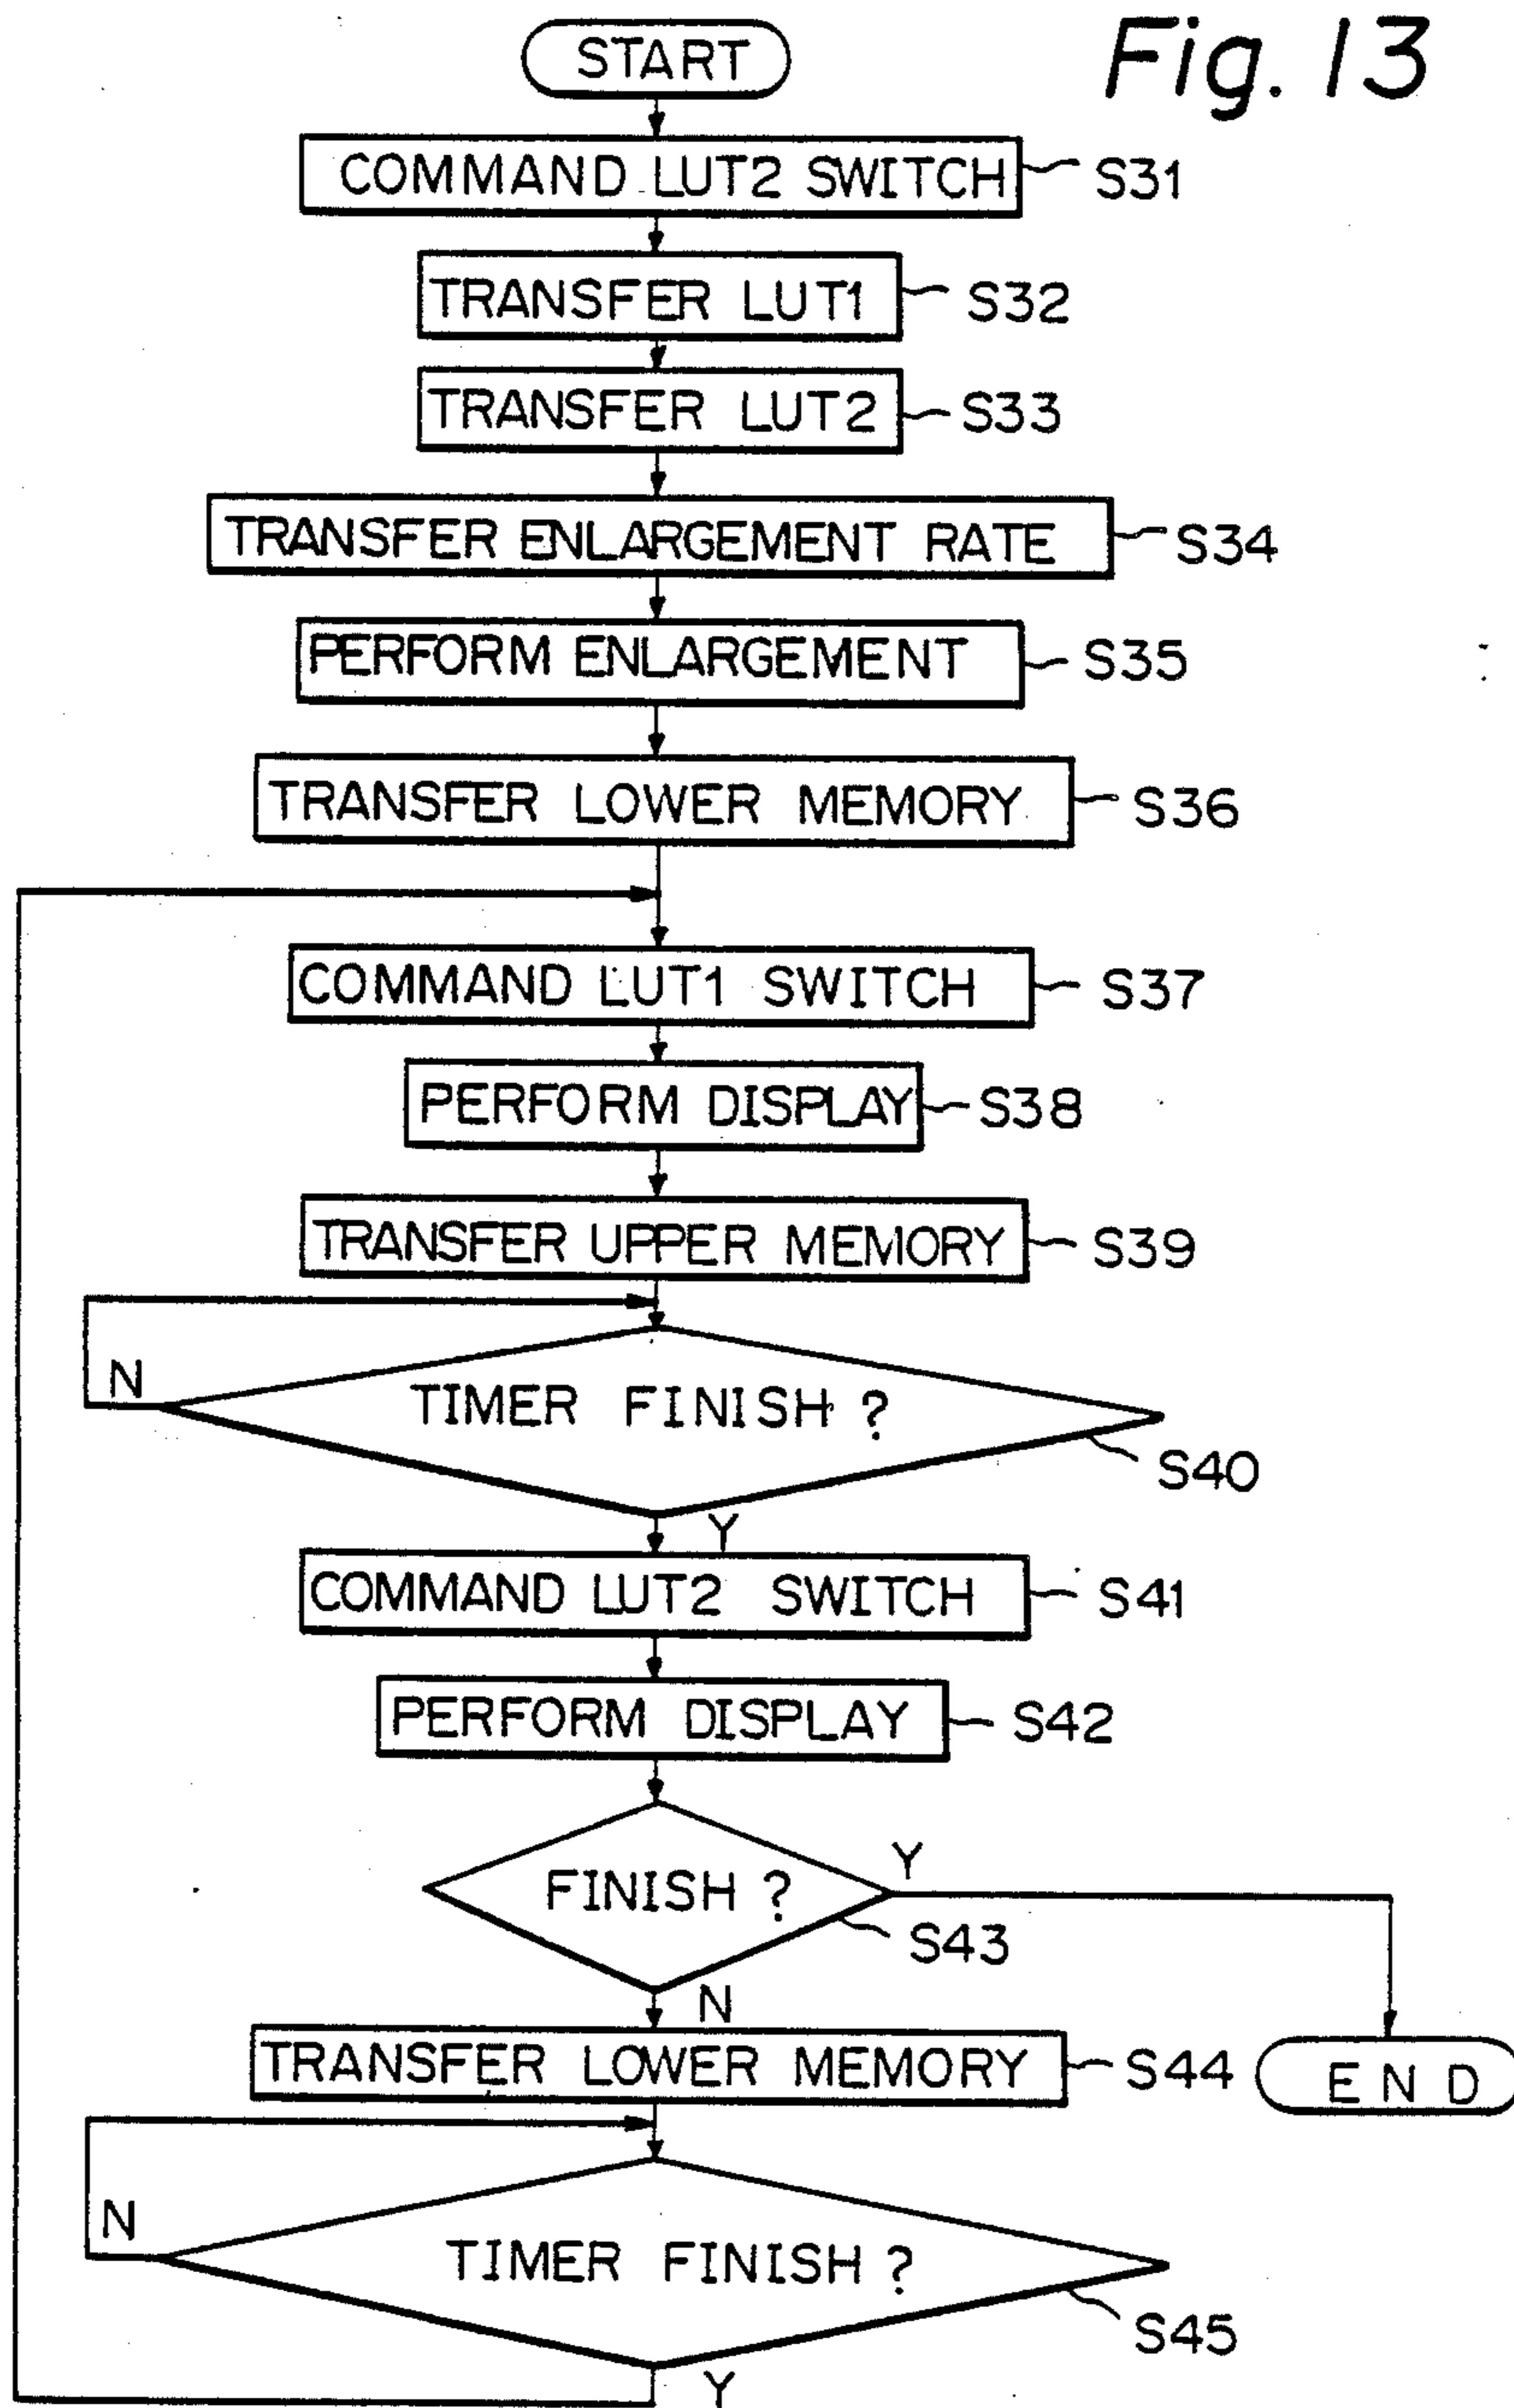 Fig. 13
START
COMMAND LUT2 SWITCH S31
TRANSFER LUT1 S32
TRANSFER LUT2 S33
TRANSFER ENLARGEMENT RATE S34
PERFORM ENLARGEMENT S35
TRANSFER LOWER MEMORY S36
COMMAND LUT1 SWITCH S37
PERFORM DISPLAY S38
TRANSFER UPPER MEMORY S39
N
TIMER FINISH ?
S40
Y
COMMAND LUT2 SWITCH S41
PERFORM DISPLAY S42
FINISH ?
Y
S43
N
TRANSFER LOWER MEMORY S44
END
N
TIMER FINISH ?
S45
Y